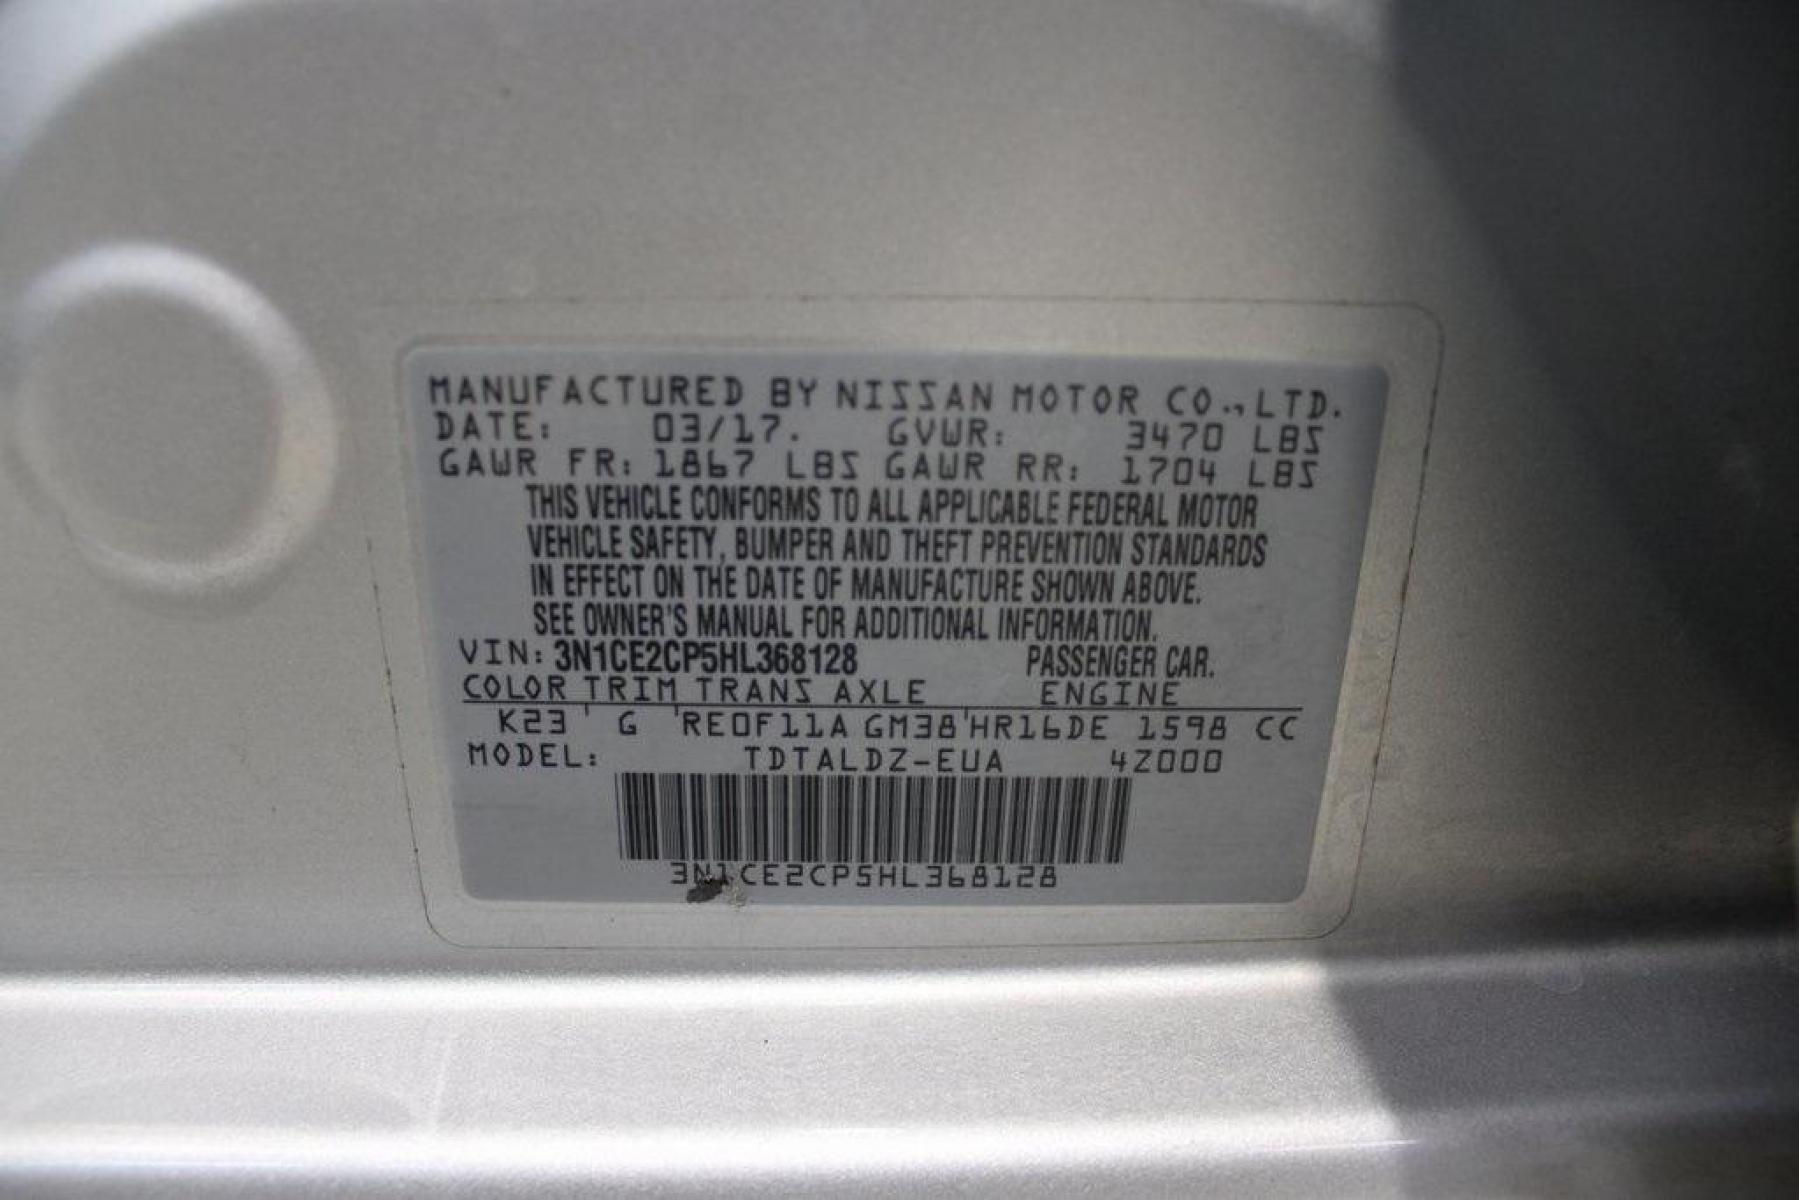 MANUFACTURED BY NISSAN MOTOR CO., LTD.
DATE: 03/17. GVWR: 3470 LBS
GAWR FR: 1867 LBS GAWR RR: 1704 LBS
THIS VEHICLE CONFORMS TO ALL APPLICABLE FEDERAL MOTOR
VEHICLE SAFETY, BUMPER AND THEFT PREVENTION STANDARDS
IN EFFECT ON THE DATE OF MANUFACTURE SHOWN ABOVE.
SEE OWNER'S MANUAL FOR ADDITIONAL INFORMATION.
VIN: 3N1CE2CP5HL368128 PASSENGER CAR.
COLOR TRIM TRANS AXLE ENGINE
K23 G RE0F11A GM38 HR16DE 1598 CC
MODEL: TDTALDZ-EUA 4Z000
3N1CE2CP5HL368128